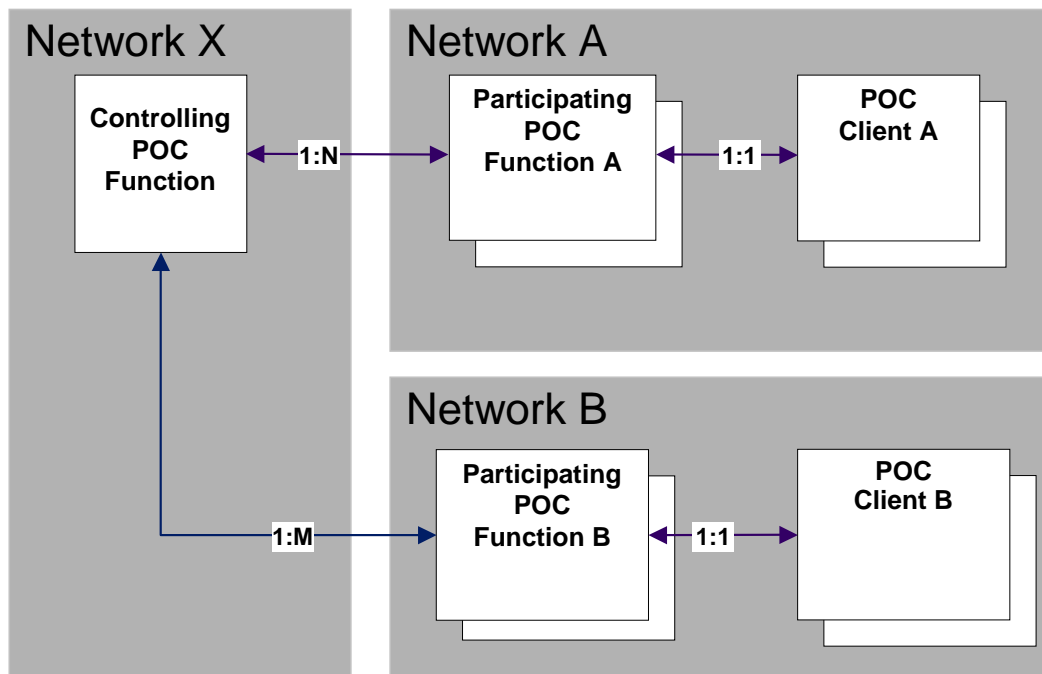 Network X
Controlling
POC
Function
1:N
Network A
Participating
POC
Function A
1:1
POC
Client A
1:M
Network B
Participating
POC
Function B
1:1
POC
Client B